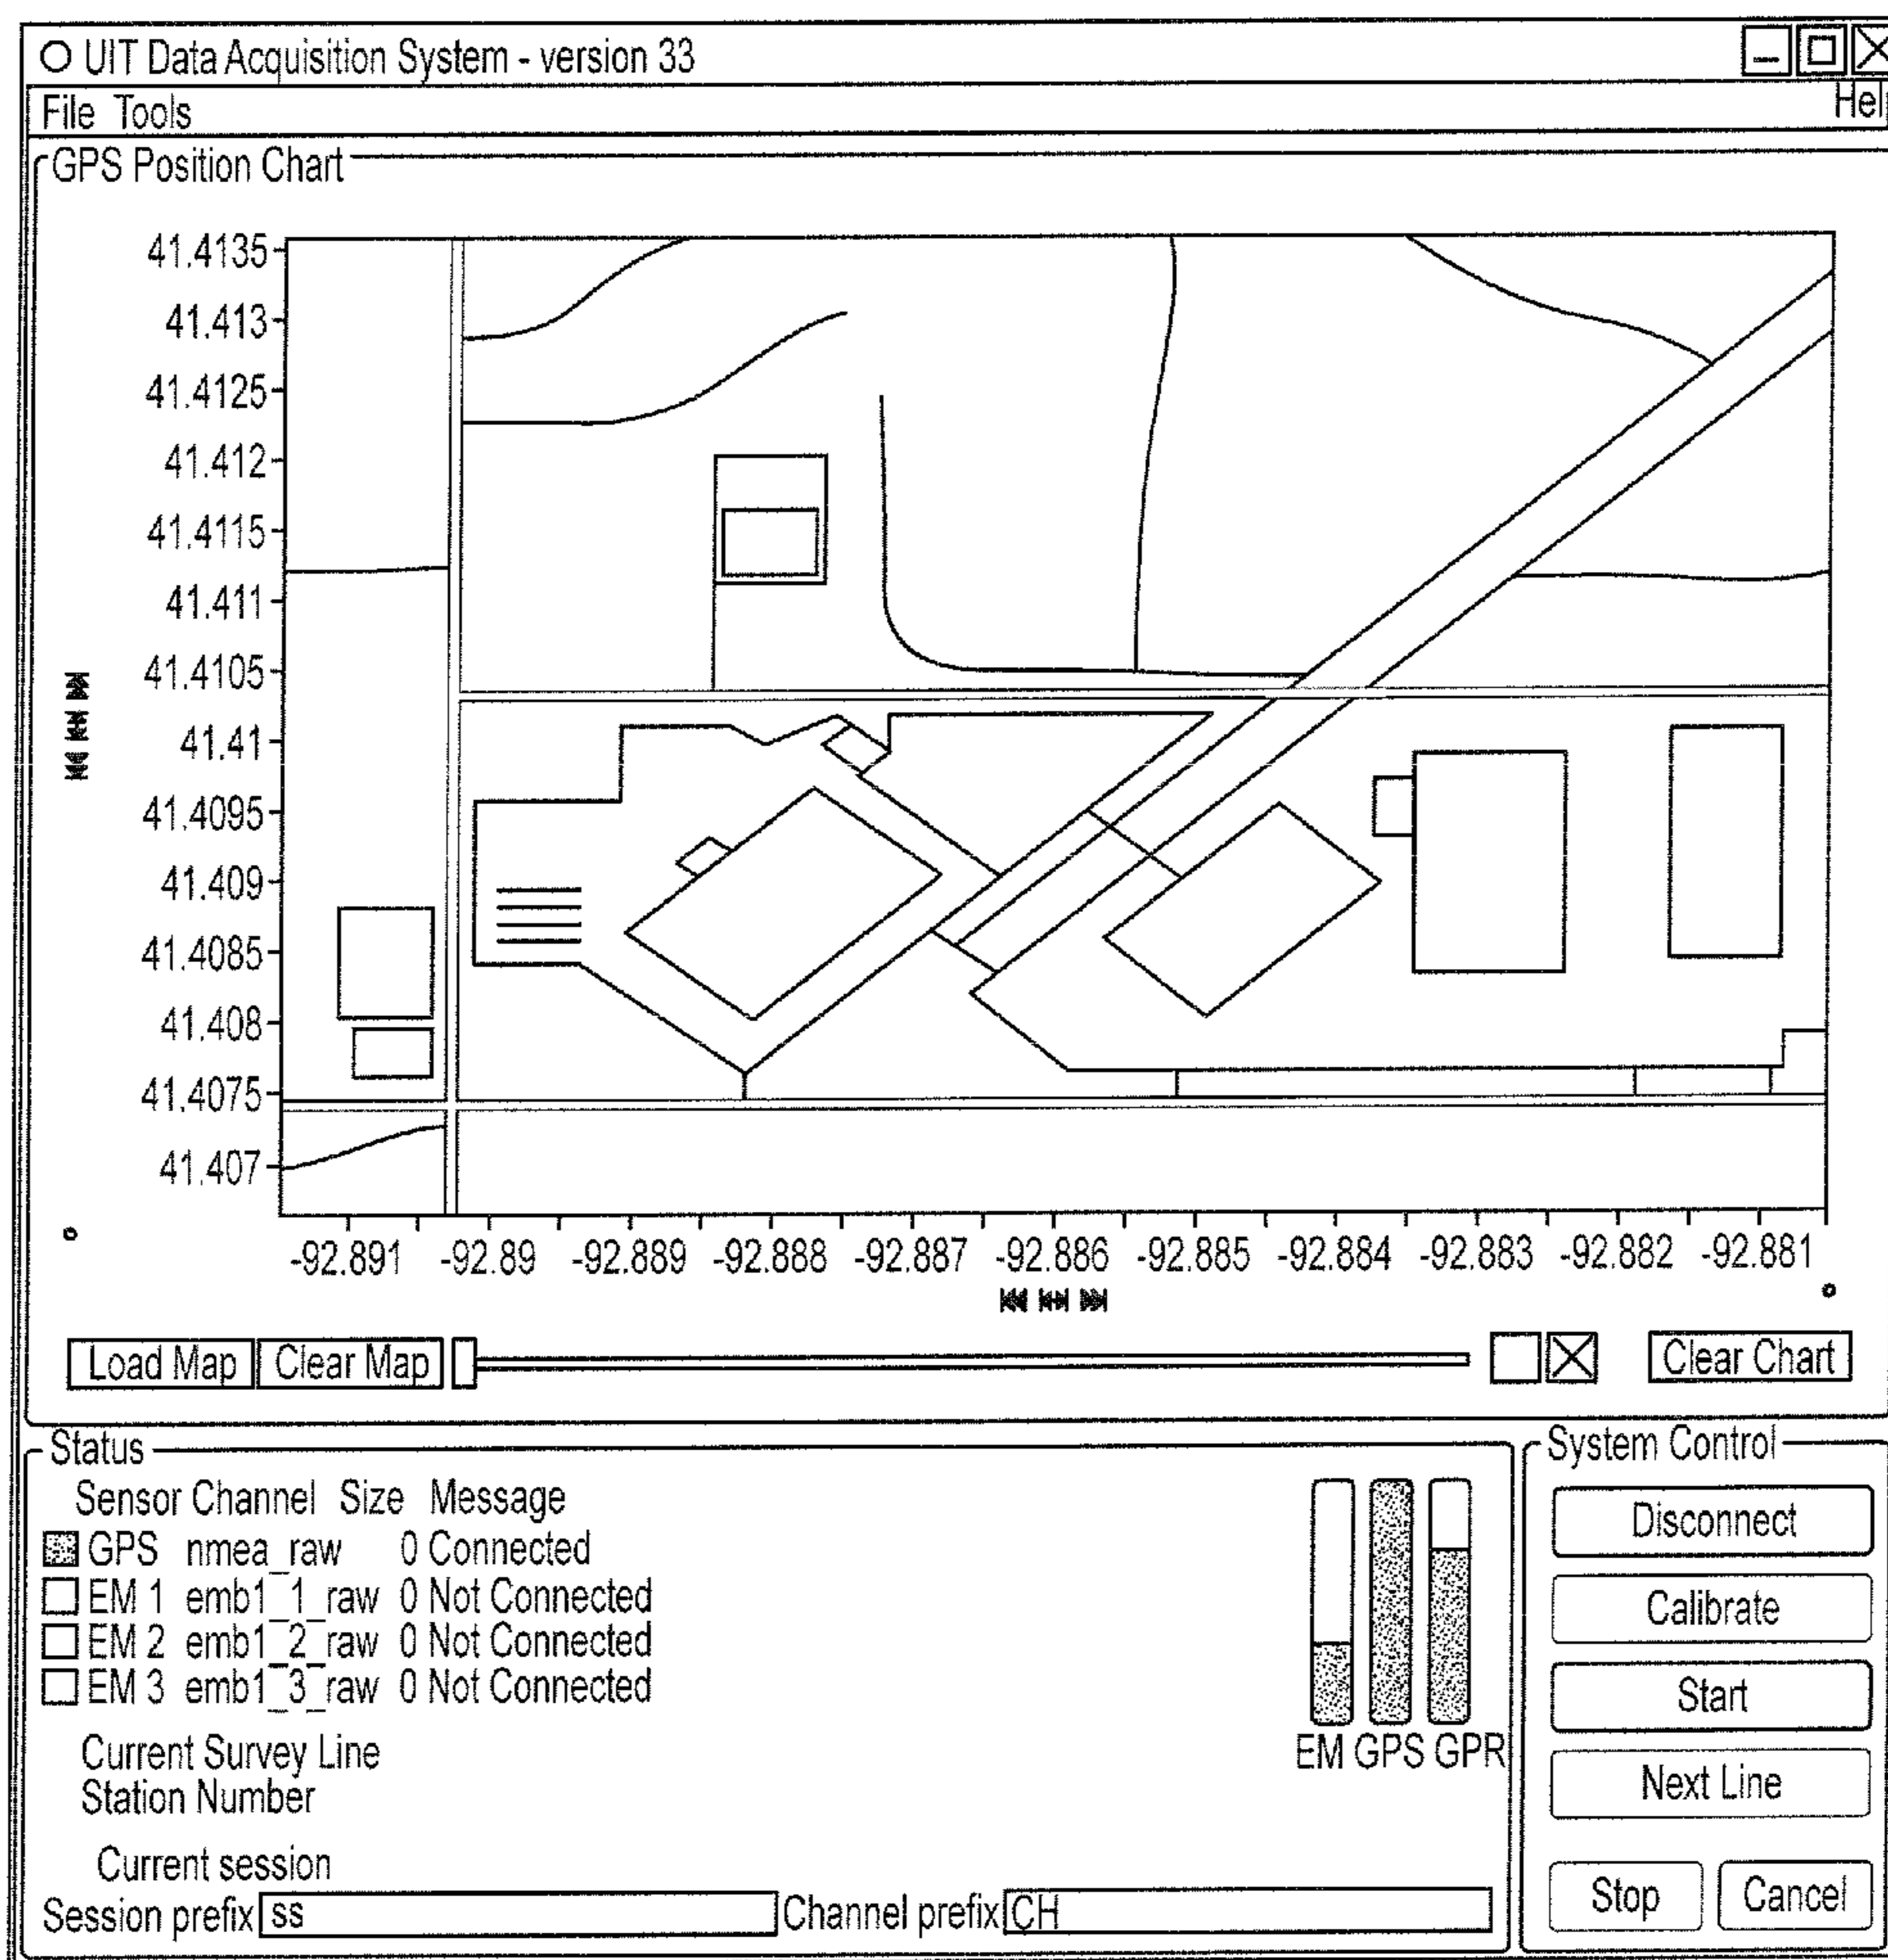 UIT Data Acquisition System - version 33
File Tools Help
GPS Position Chart
41.4135
41.413
41.4125
41.412
41.4115
41.411
41.4105
41.41
41.4095
41.409
41.4085
41.408
41.4075
41.407
-92.891 -92.89 -92.889 -92.888 -92.887 -92.886 -92.885 -92.884 -92.883 -92.882 -92.881
Load Map Clear Map Clear Chart
Status
Sensor Channel Size Message
GPS nmea_raw 0 Connected
EM 1 emb1_1_raw 0 Not Connected
EM 2 emb1_2_raw 0 Not Connected
EM 3 emb1_3_raw 0 Not Connected
EM GPS GPR
Current Survey Line
Station Number
Current session
Session prefix ss Channel prefix CH
System Control
Disconnect
Calibrate
Start
Next Line
Stop Cancel